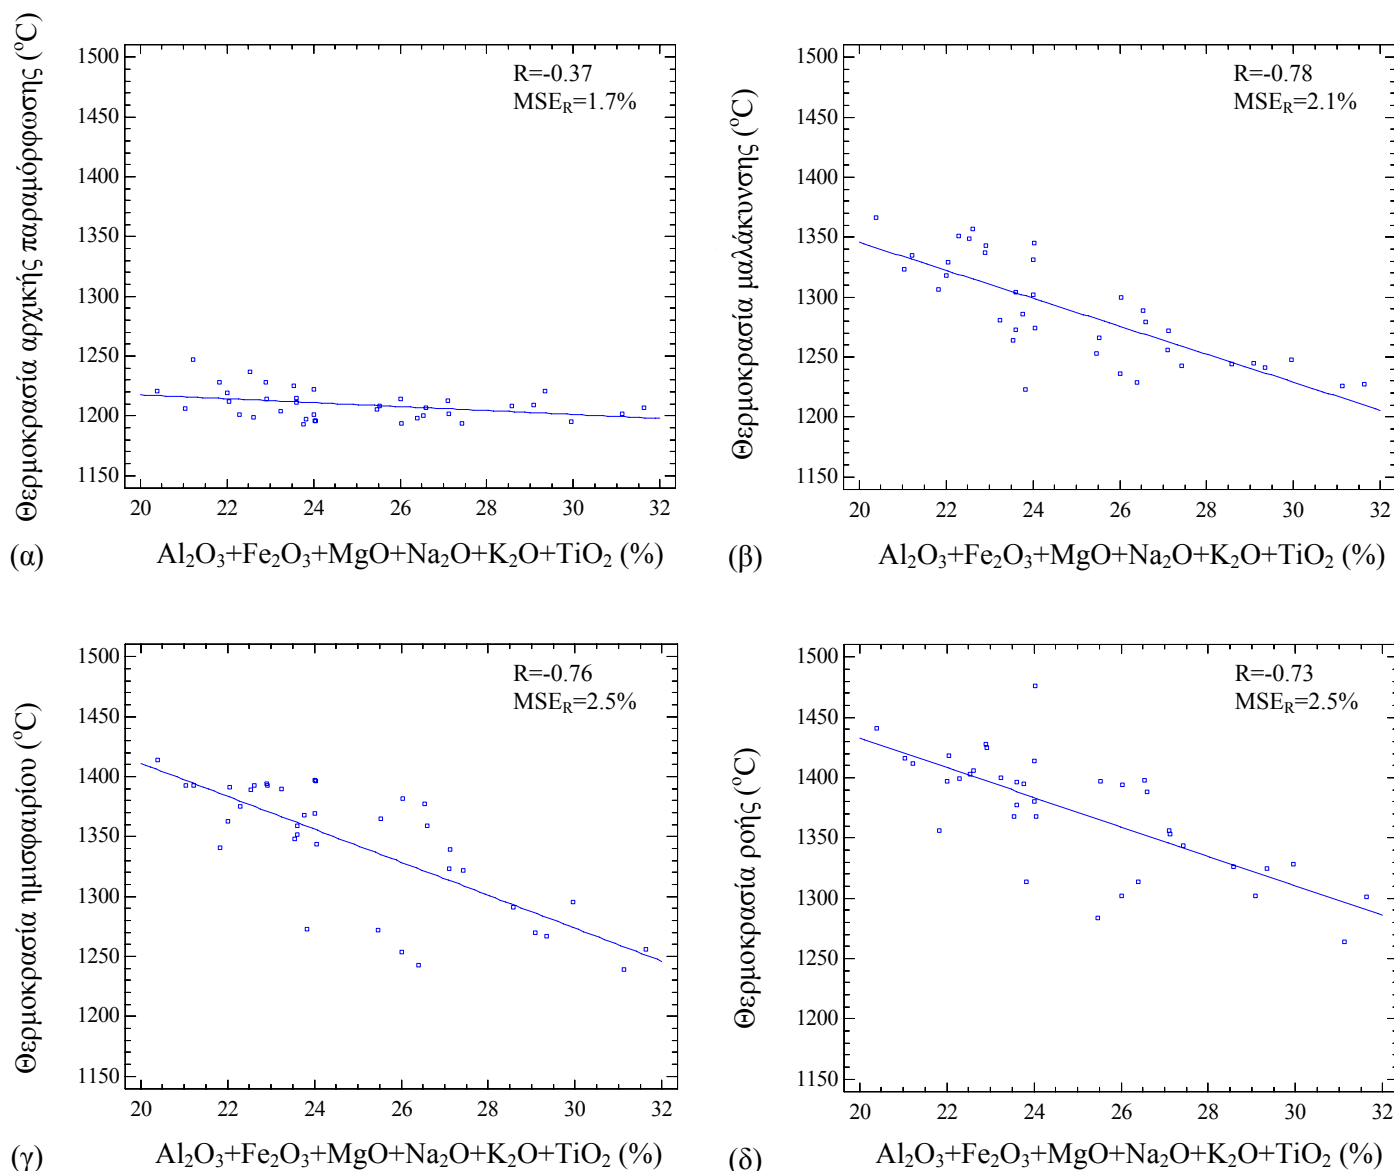 Θερμοκρασία αρχικής παραμόρφωσης (°C)
1500
1450
1400
1350
1300
1250
1200
1150
R=-0.37
MSE_R=1.7%
20 22 24 26 28 30 32
(α) Al₂O₃+Fe₂O₃+MgO+Na₂O+K₂O+TiO₂ (%)
Θερμοκρασία μαλάκυνσης (°C)
1500
1450
1400
1350
1300
1250
1200
1150
R=-0.78
MSE_R=2.1%
20 22 24 26 28 30 32
(β) Al₂O₃+Fe₂O₃+MgO+Na₂O+K₂O+TiO₂ (%)
Θερμοκρασία ημισφαιρίου (°C)
1500
1450
1400
1350
1300
1250
1200
1150
R=-0.76
MSE_R=2.5%
20 22 24 26 28 30 32
(γ) Al₂O₃+Fe₂O₃+MgO+Na₂O+K₂O+TiO₂ (%)
Θερμοκρασία ροής (°C)
1500
1450
1400
1350
1300
1250
1200
1150
R=-0.73
MSE_R=2.5%
20 22 24 26 28 30 32
(δ) Al₂O₃+Fe₂O₃+MgO+Na₂O+K₂O+TiO₂ (%)